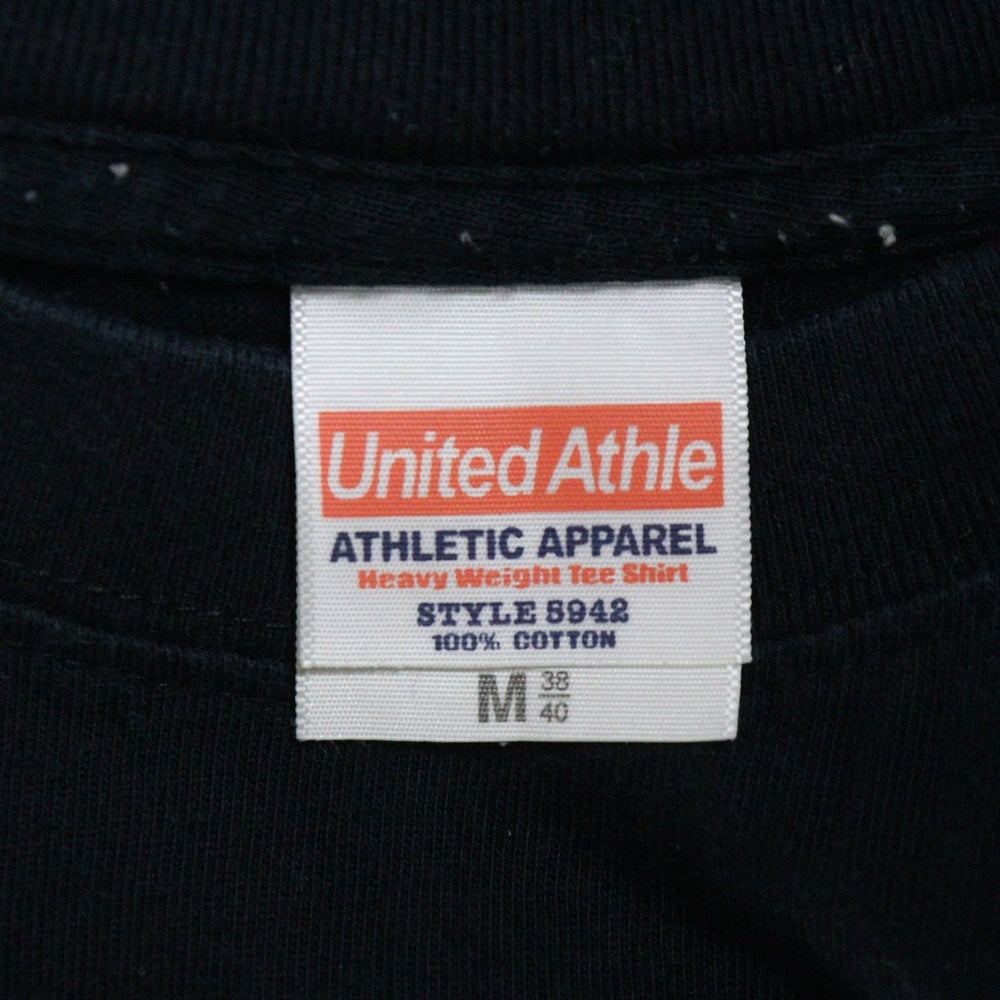 United Athle
ATHLETIC APPAREL
Heavy Weight Tee Shirt
STYLE 5942
100% COTTON
M 38
40